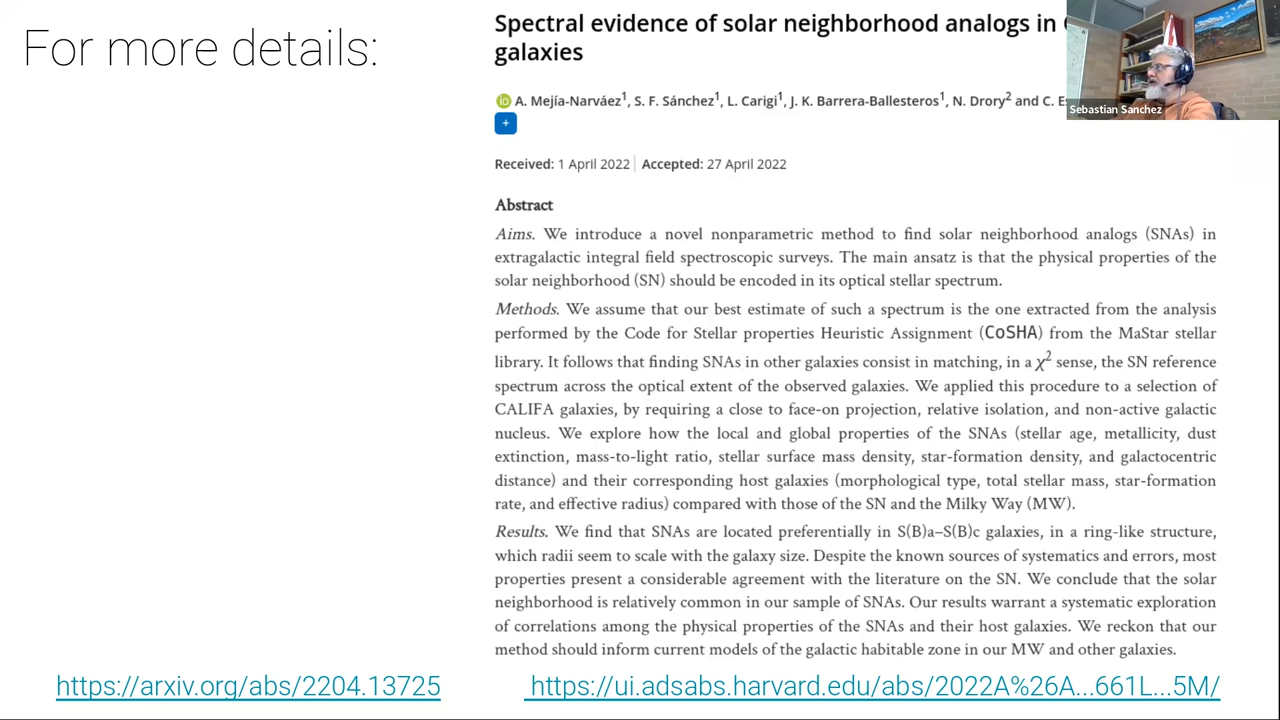 For more details:
Spectral evidence of solar neighborhood analogs in
galaxies
iD A. Mejía-Narváez1, S. F. Sánchez1, L. Carigi1, J. K. Barrera-Ballesteros1, N. Drory2 and C.
+
Sebastian Sanchez
Received: 1 April 2022 | Accepted: 27 April 2022
Abstract
Aims. We introduce a novel nonparametric method to find solar neighborhood analogs (SNAs) in
extragalactic integral field spectroscopic surveys. The main ansatz is that the physical properties of the
solar neighborhood (SN) should be encoded in its optical stellar spectrum.
Methods. We assume that our best estimate of such a spectrum is the one extracted from the analysis
performed by the Code for Stellar properties Heuristic Assignment (CoSHA) from the MaStar stellar
library. It follows that finding SNAs in other galaxies consist in matching, in a χ2 sense, the SN reference
spectrum across the optical extent of the observed galaxies. We applied this procedure to a selection of
CALIFA galaxies, by requiring a close to face-on projection, relative isolation, and non-active galactic
nucleus. We explore how the local and global properties of the SNAs (stellar age, metallicity, dust
extinction, mass-to-light ratio, stellar surface mass density, star-formation density, and galactocentric
distance) and their corresponding host galaxies (morphological type, total stellar mass, star-formation
rate, and effective radius) compared with those of the SN and the Milky Way (MW).
Results. We find that SNAs are located preferentially in S(B)a–S(B)c galaxies, in a ring-like structure,
which radii seem to scale with the galaxy size. Despite the known sources of systematics and errors, most
properties present a considerable agreement with the literature on the SN. We conclude that the solar
neighborhood is relatively common in our sample of SNAs. Our results warrant a systematic exploration
of correlations among the physical properties of the SNAs and their host galaxies. We reckon that our
method should inform current models of the galactic habitable zone in our MW and other galaxies.
https://arxiv.org/abs/2204.13725
https://ui.adsabs.harvard.edu/abs/2022A%26A...661L...5M/